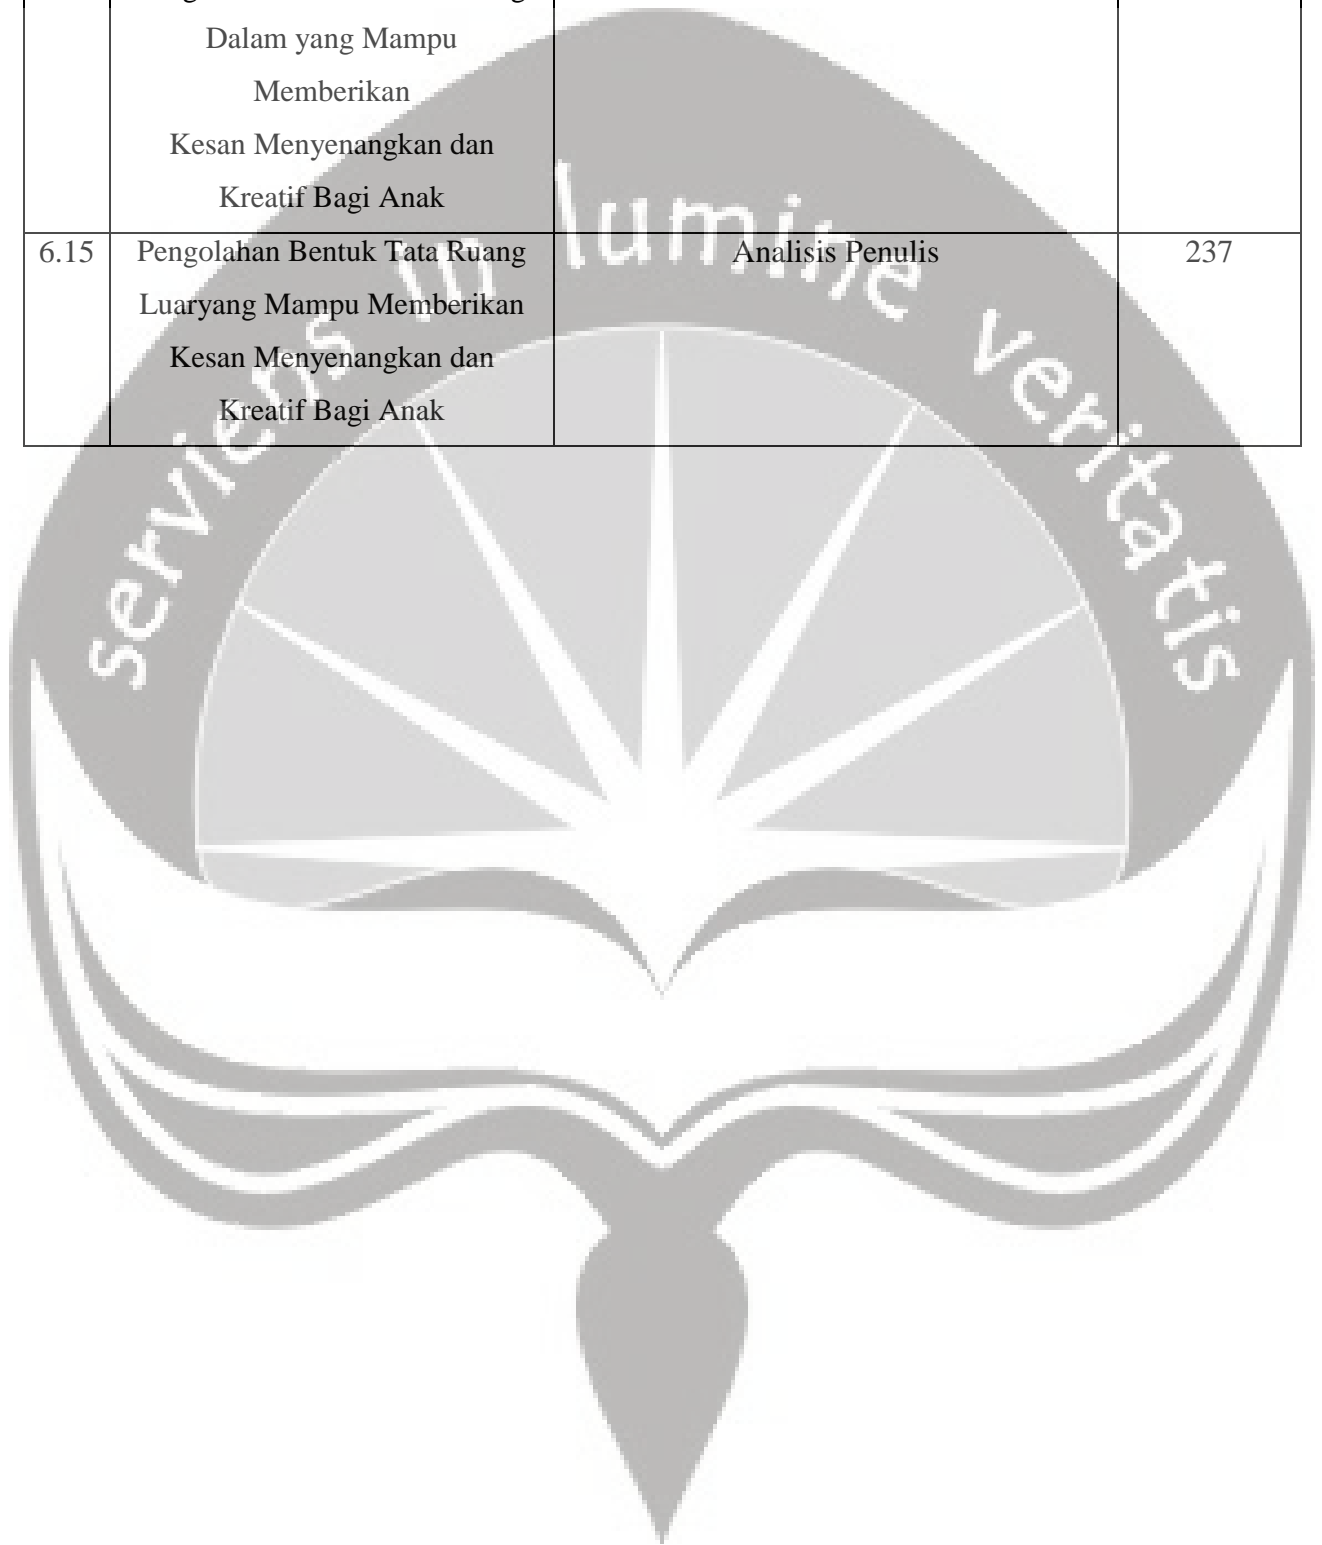 Dalam yang Mampu
Memberikan
Kesan Menyenangkan dan
Kreatif Bagi Anak
6.15 Pengolahan Bentuk Tata Ruang Analisis Penulis 237
Luaryang Mampu Memberikan
Kesan Menyenangkan dan
Kreatif Bagi Anak
serviens in lumine veritatis